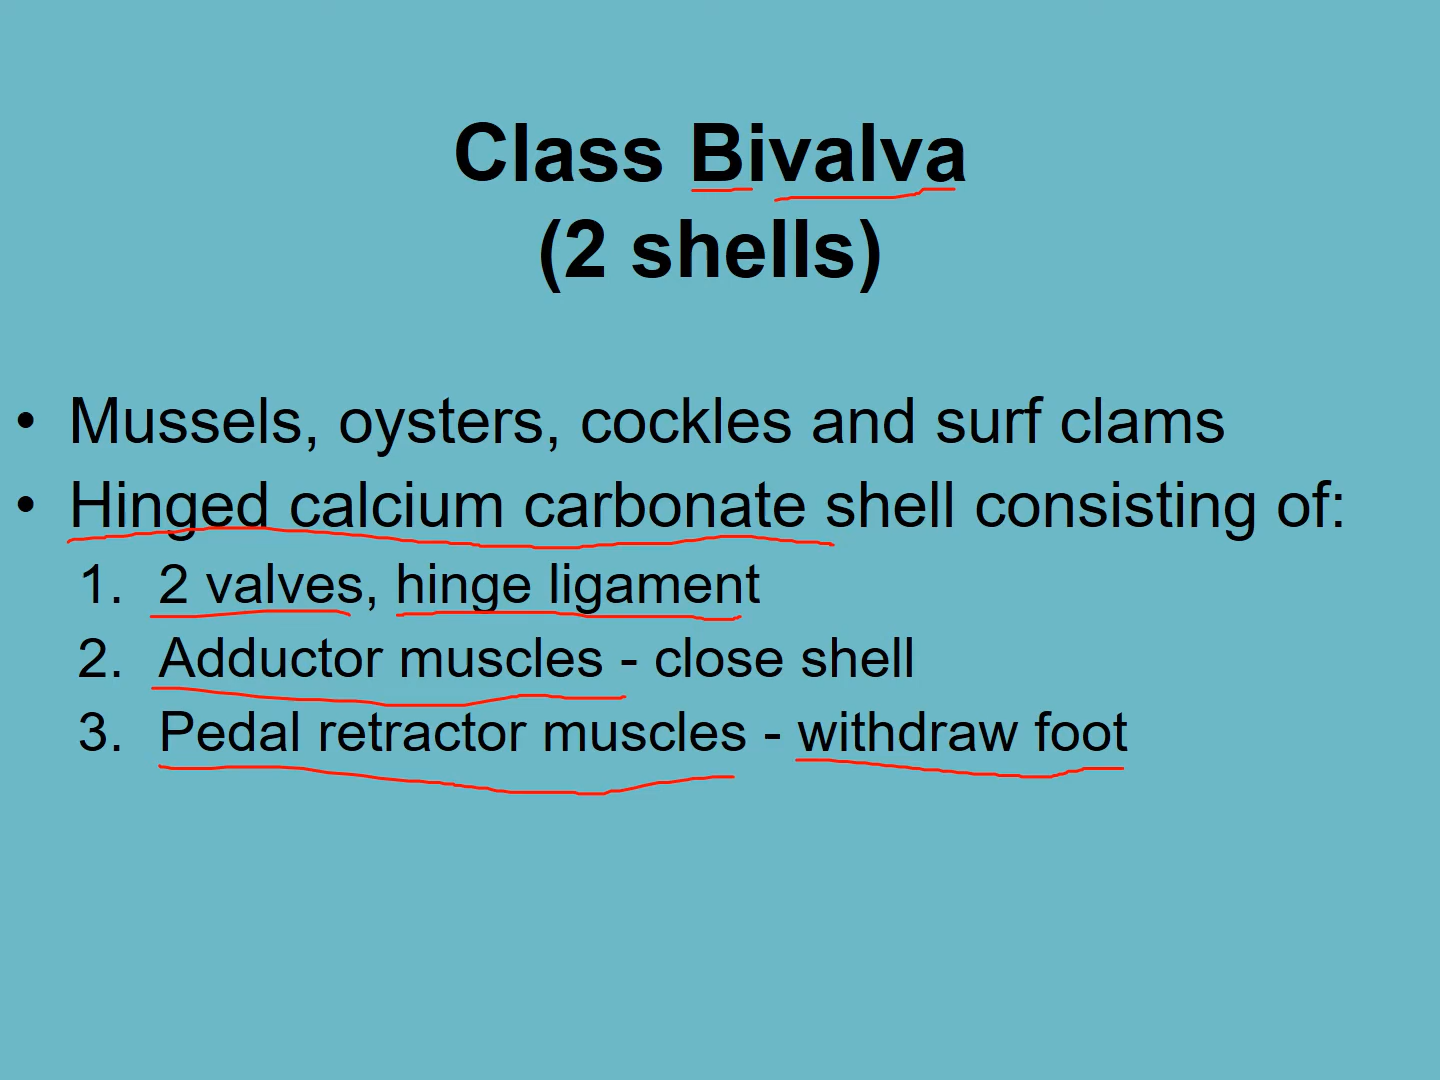 Class Bivalva
(2 shells)
• Mussels, oysters, cockles and surf clams
• Hinged calcium carbonate shell consisting of:
1. 2 valves, hinge ligament
2. Adductor muscles - close shell
3. Pedal retractor muscles - withdraw foot